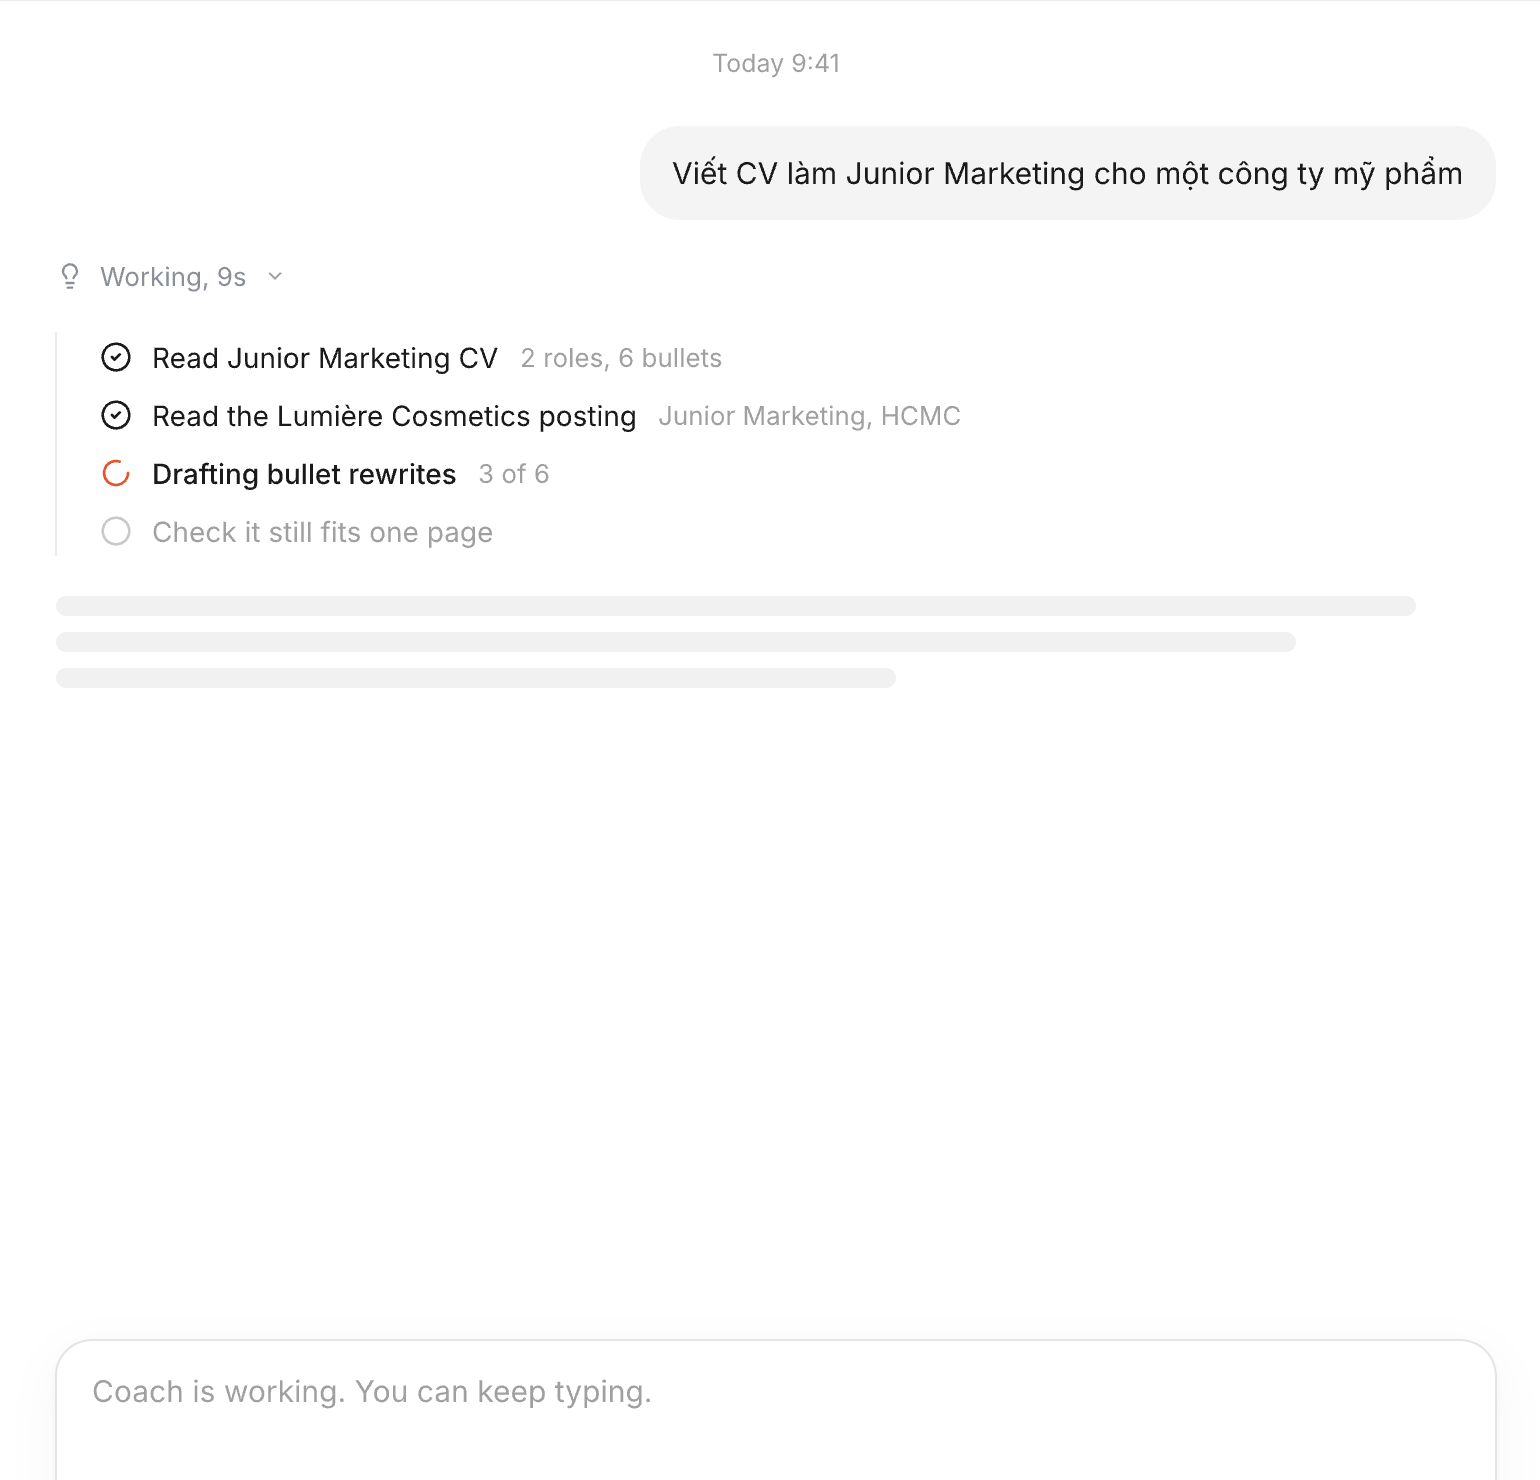 Today 9:41
Viết CV làm Junior Marketing cho một công ty mỹ phẩm
Working, 9s
Read Junior Marketing CV 2 roles, 6 bullets
Read the Lumière Cosmetics posting Junior Marketing, HCMC
Drafting bullet rewrites 3 of 6
Check it still fits one page
Coach is working. You can keep typing.